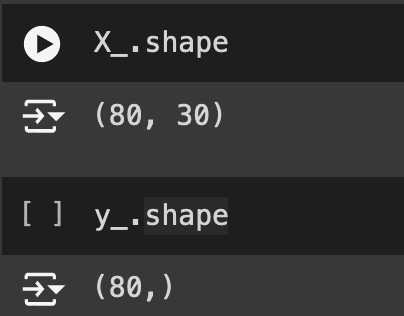 X_.shape
(80, 30)
[ ] y_.shape
(80,)